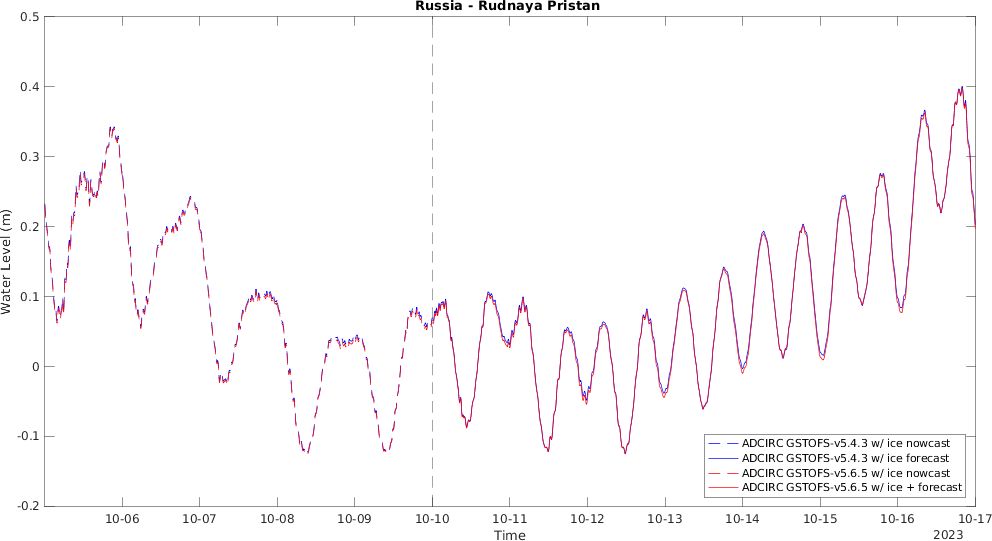 Russia - Rudnaya Pristan
Water Level (m)
0.5
0.4
0.3
0.2
0.1
0
-0.1
-0.2
10-06 10-07 10-08 10-09 10-10 10-11 10-12 10-13 10-14 10-15 10-16 10-17
Time
2023
ADCIRC GSTOFS-v5.4.3 w/ ice nowcast
ADCIRC GSTOFS-v5.4.3 w/ ice forecast
ADCIRC GSTOFS-v5.6.5 w/ ice nowcast
ADCIRC GSTOFS-v5.6.5 w/ ice + forecast